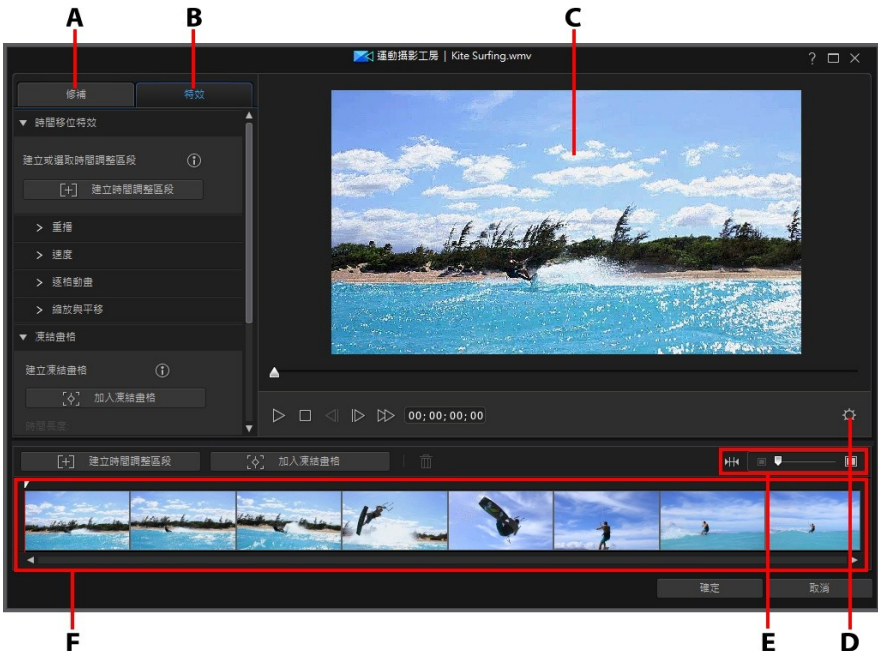 A B C
運動攝影工房 | Kite Surfing.wmv
修補 特效
時間移位特效
建立或選取時間調整區段
建立時間調整區段
重播
速度
逐格動畫
縮放與平移
凍結畫格
建立凍結畫格
加入凍結畫格
時間長度:
00;00;00;00
建立時間調整區段 加入凍結畫格
確定 取消
F E D